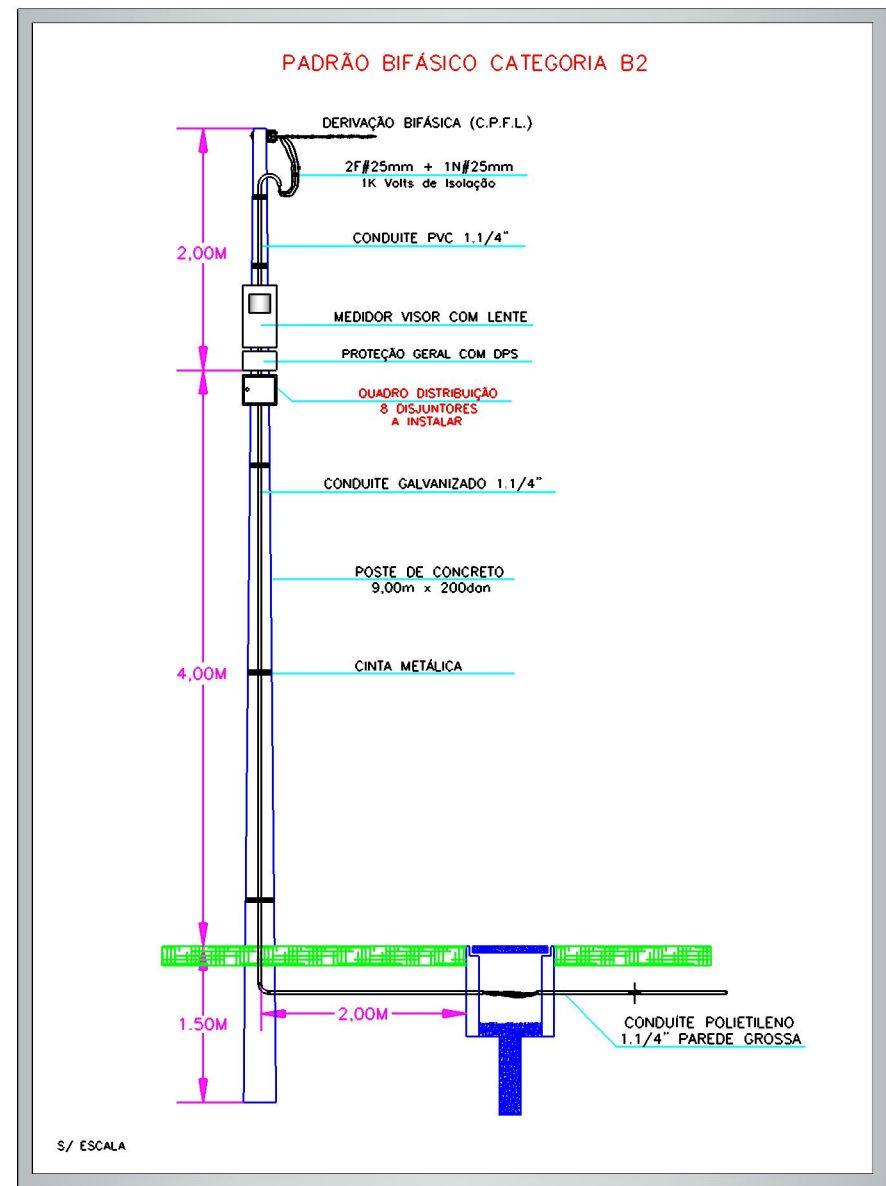 PADRÃO BIFÁSICO CATEGORIA B2
DERIVAÇÃO BIFÁSICA (C.P.F.L.)
2F#25mm + 1N#25mm
1K Volts de Isolação
CONDUITE PVC 1.1/4"
2,00M
MEDIDOR VISOR COM LENTE
PROTEÇÃO GERAL COM DPS
QUADRO DISTRIBUIÇÃO
8 DISJUNTORES
A INSTALAR
CONDUITE GALVANIZADO 1.1/4"
POSTE DE CONCRETO
9,00m x 200dan
CINTA METÁLICA
4,00M
2,00M
1.50M
CONDUÍTE POLIETILENO
1.1/4" PAREDE GROSSA
S/ ESCALA